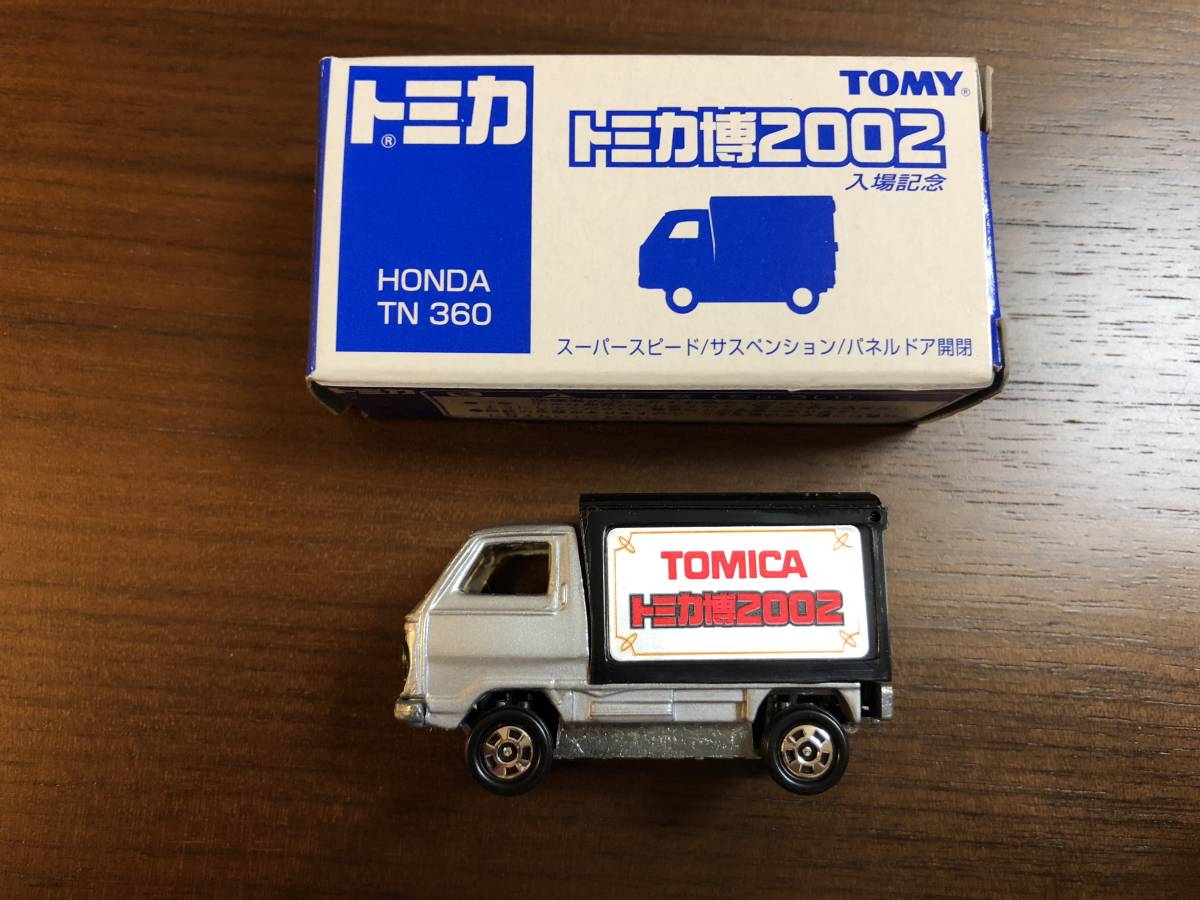 トミカ®
HONDA
TN 360
TOMY®
トミカ博2002
入場記念
スーパースピード/サスペンション/パネルドア開閉
TOMICA
トミカ博2002